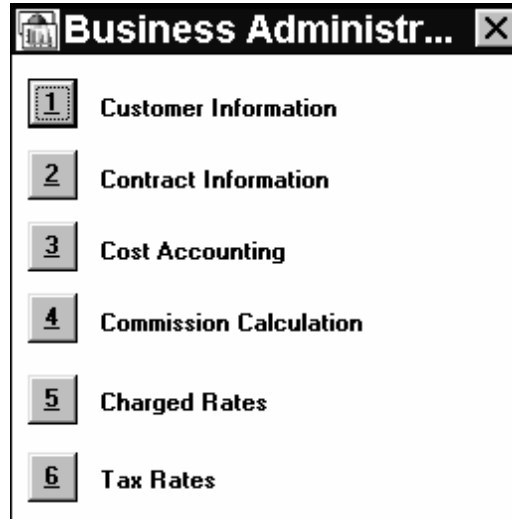 Business Administr...
1 Customer Information
2 Contract Information
3 Cost Accounting
4 Commission Calculation
5 Charged Rates
6 Tax Rates